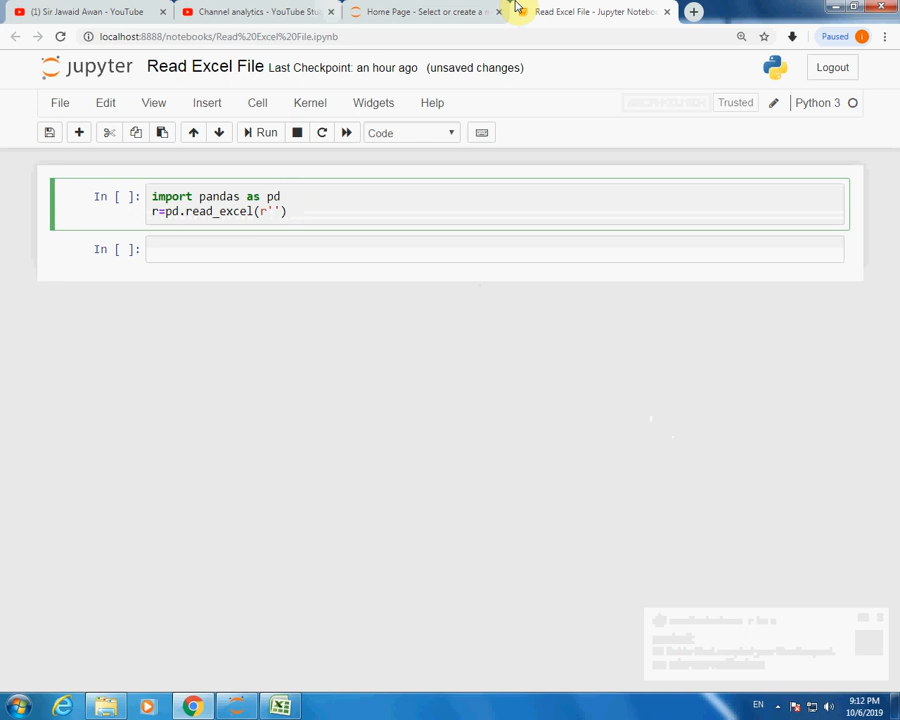 (1) Sir Jawaid Awan - YouTube
Channel analytics - YouTube Stu
Home Page - Select or create a n
Read Excel File - Jupyter Notebo
localhost:8888/notebooks/Read%20Excel%20File.ipynb
Paused
jupyter Read Excel File Last Checkpoint: an hour ago (unsaved changes)
Logout
File Edit View Insert Cell Kernel Widgets Help
Trusted
Python 3
Run
Code
In [ ]: import pandas as pd
r=pd.read_excel(r'')
In [ ]:
EN
9:12 PM
10/6/2019